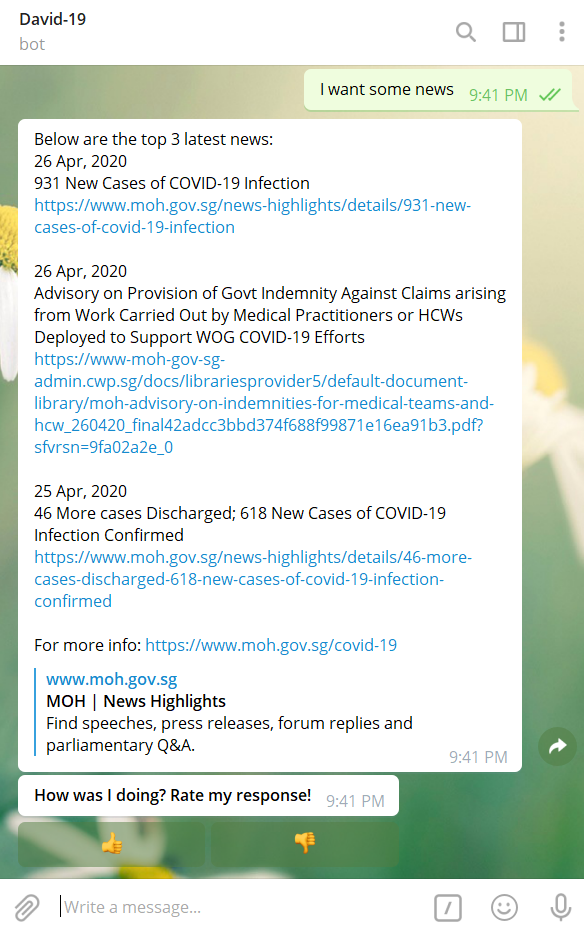 David-19
bot
I want some news 9:41 PM
Below are the top 3 latest news:
26 Apr, 2020
931 New Cases of COVID-19 Infection
https://www.moh.gov.sg/news-highlights/details/931-new-
cases-of-covid-19-infection
26 Apr, 2020
Advisory on Provision of Govt Indemnity Against Claims arising
from Work Carried Out by Medical Practitioners or HCWs
Deployed to Support WOG COVID-19 Efforts
https://www-moh-gov-sg-
admin.cwp.sg/docs/librariesprovider5/default-document-
library/moh-advisory-on-indemnities-for-medical-teams-and-
hcw_260420_final42adcc3bbd374f688f99871e16ea91b3.pdf?
sfvrsn=9fa02a2e_0
25 Apr, 2020
46 More cases Discharged; 618 New Cases of COVID-19
Infection Confirmed
https://www.moh.gov.sg/news-highlights/details/46-more-
cases-discharged-618-new-cases-of-covid-19-infection-
confirmed
For more info: https://www.moh.gov.sg/covid-19
www.moh.gov.sg
MOH | News Highlights
Find speeches, press releases, forum replies and
parliamentary Q&A.
9:41 PM
How was I doing? Rate my response! 9:41 PM
Write a message...